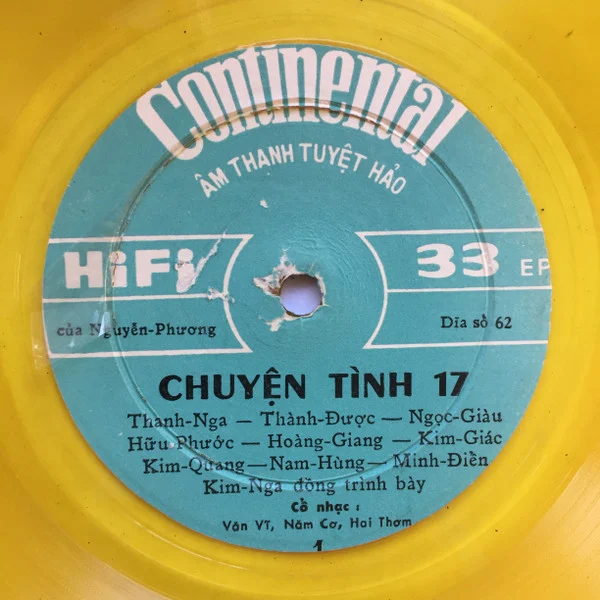 Continental
ÂM THANH TUYỆT HẢO
HiFi 33 EP
của Nguyễn-Phương Dĩa số 62
CHUYỆN TÌNH 17
Thanh-Nga — Thành-Được — Ngọc-Giàu
Hữu-Phước — Hoàng-Giang — Kim-Giác
Kim-Quang — Nam-Hùng — Minh-Điển
Kim-Nga đồng trình bày
Cổ nhạc :
Văn VT, Năm Cơ, Hai Thơm
1